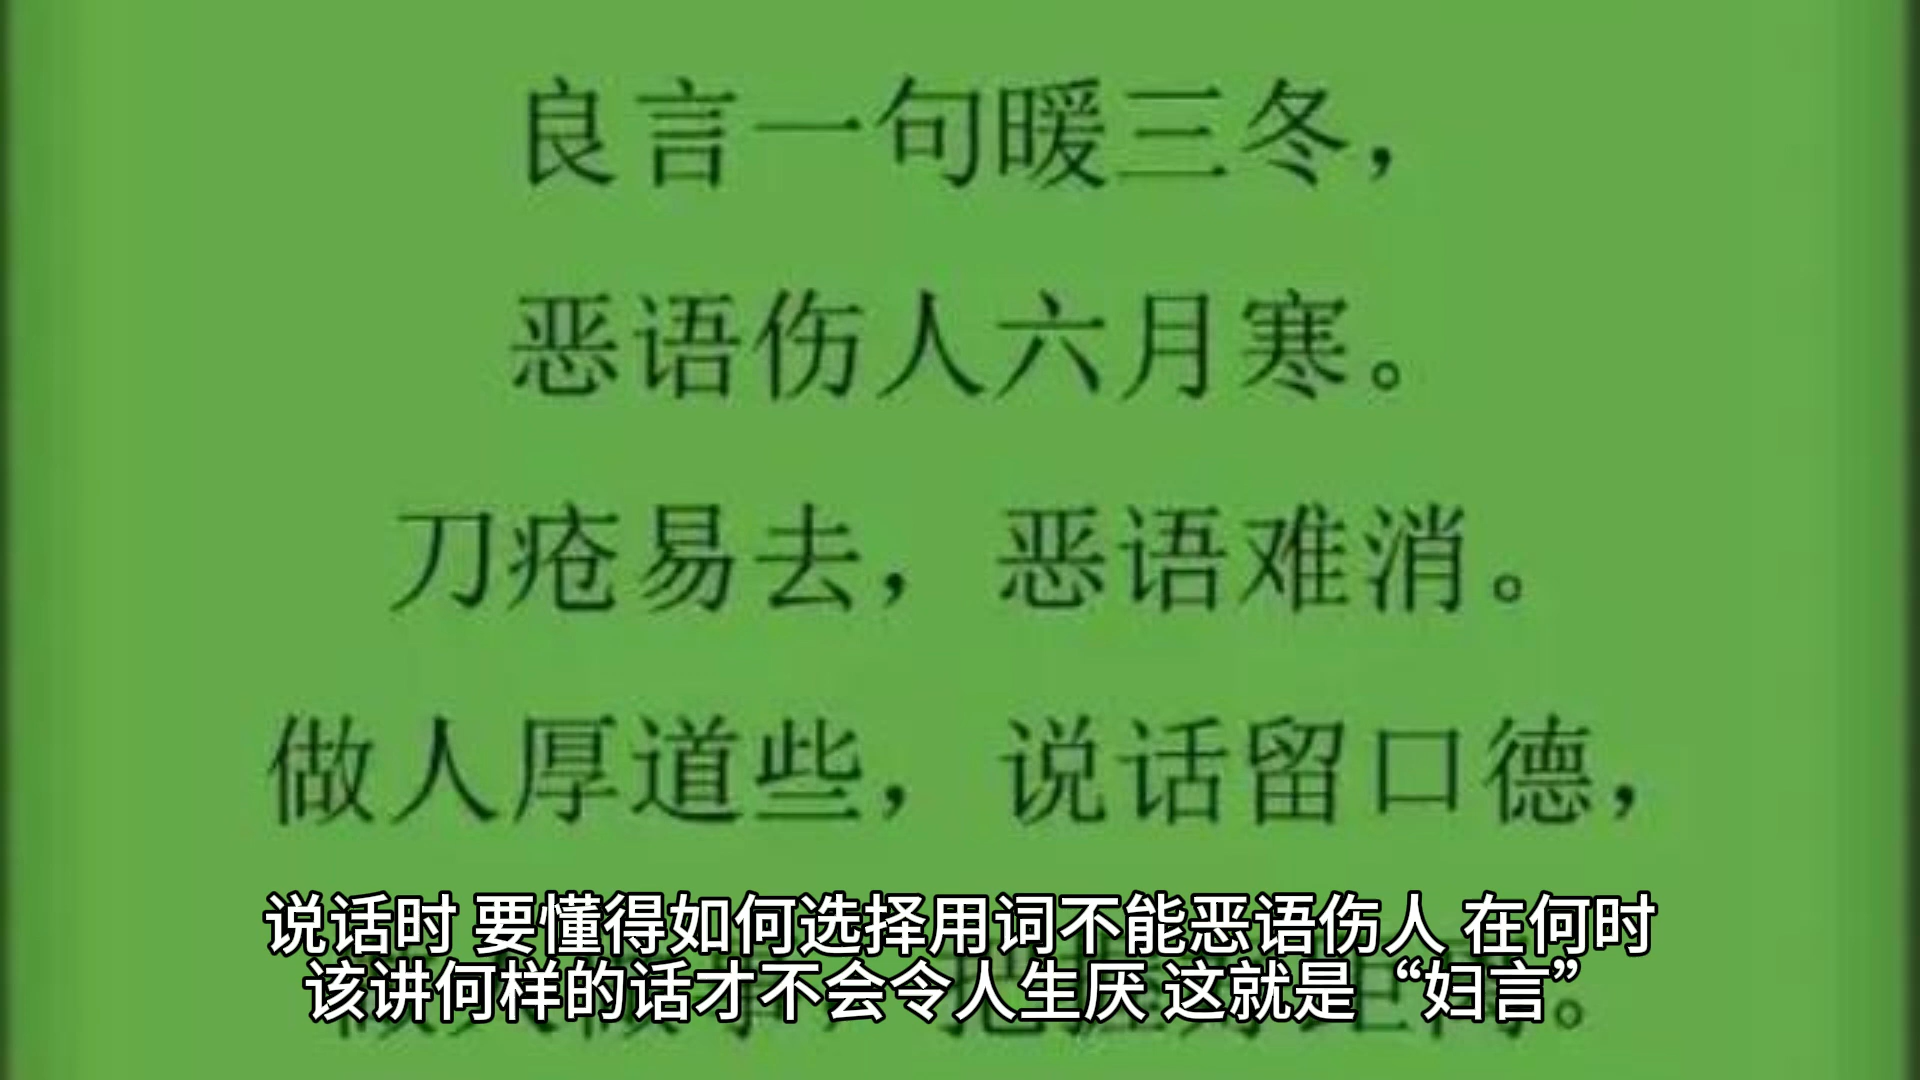 良言一句暖三冬，
恶语伤人六月寒。
刀疮易去，恶语难消。
做人厚道些，说话留口德，
说话时 要懂得如何选择用词不能恶语伤人 在何时
该讲何样的话才不会令人生厌 这就是“妇言”